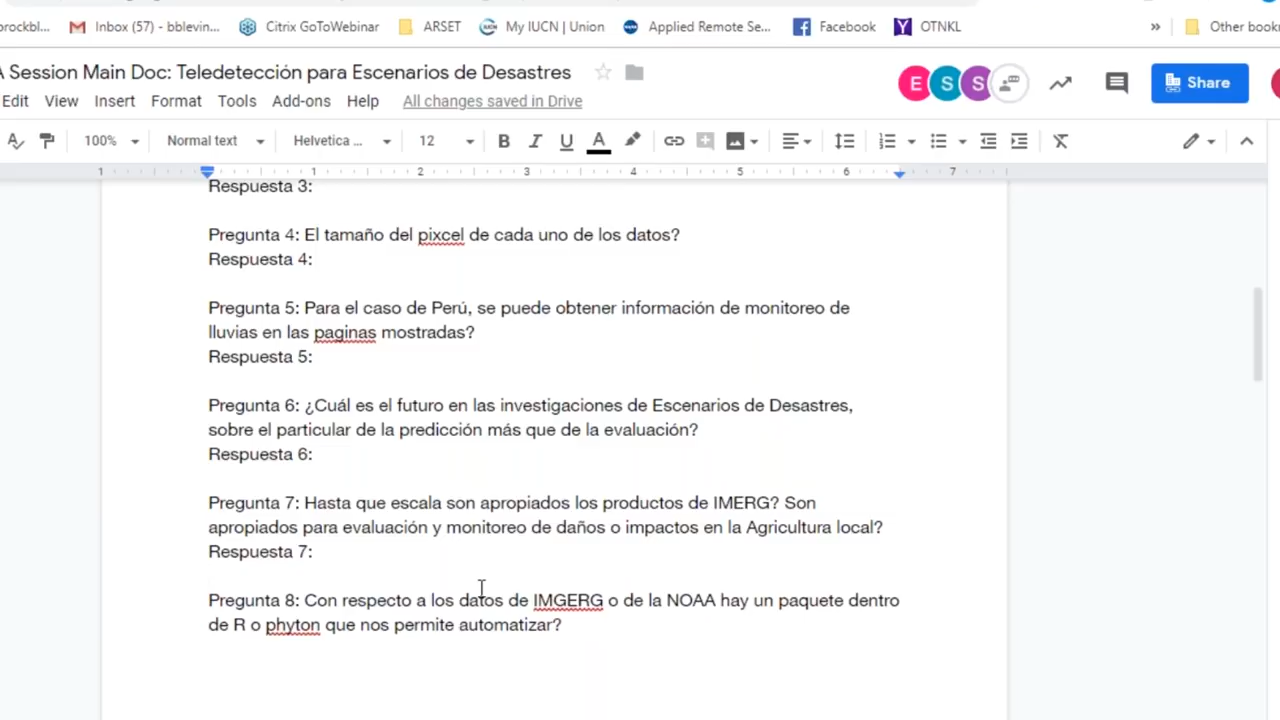 rockbl... Inbox (57) - bblevin... Citrix GoToWebinar ARSET My IUCN | Union Applied Remote Se... Facebook OTNKL » Other book
A Session Main Doc: Teledetección para Escenarios de Desastres
E S S Share
Edit View Insert Format Tools Add-ons Help All changes saved in Drive
100% Normal text Helvetica ... 12 B I U A
1 1 2 3 4 5 6 7
Respuesta 3:
Pregunta 4: El tamaño del pixcel de cada uno de los datos?
Respuesta 4:
Pregunta 5: Para el caso de Perú, se puede obtener información de monitoreo de
lluvias en las paginas mostradas?
Respuesta 5:
Pregunta 6: ¿Cuál es el futuro en las investigaciones de Escenarios de Desastres,
sobre el particular de la predicción más que de la evaluación?
Respuesta 6:
Pregunta 7: Hasta que escala son apropiados los productos de IMERG? Son
apropiados para evaluación y monitoreo de daños o impactos en la Agricultura local?
Respuesta 7:
Pregunta 8: Con respecto a los datos de IMGERG o de la NOAA hay un paquete dentro
de R o phyton que nos permite automatizar?